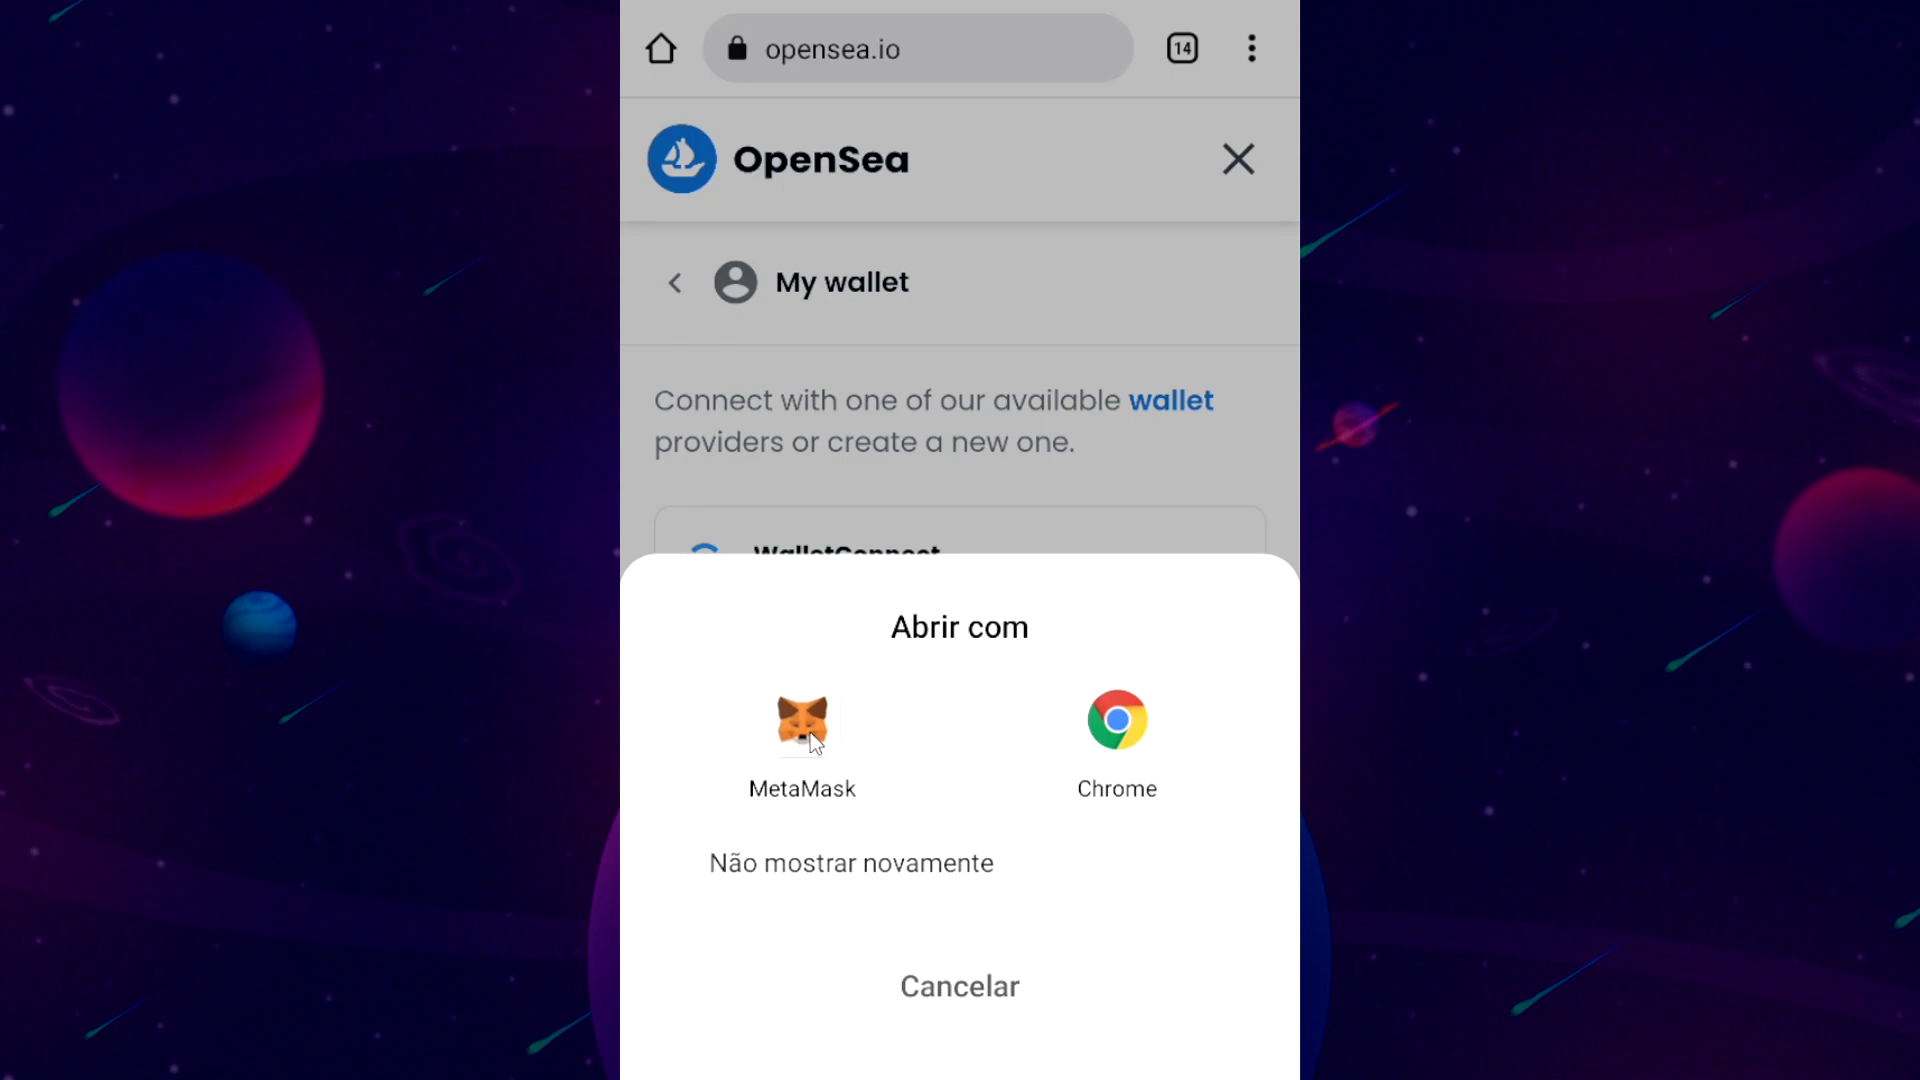 opensea.io
14
OpenSea
My wallet
Connect with one of our available wallet
providers or create a new one.
WalletConnect
Abrir com
MetaMask
Chrome
Não mostrar novamente
Cancelar